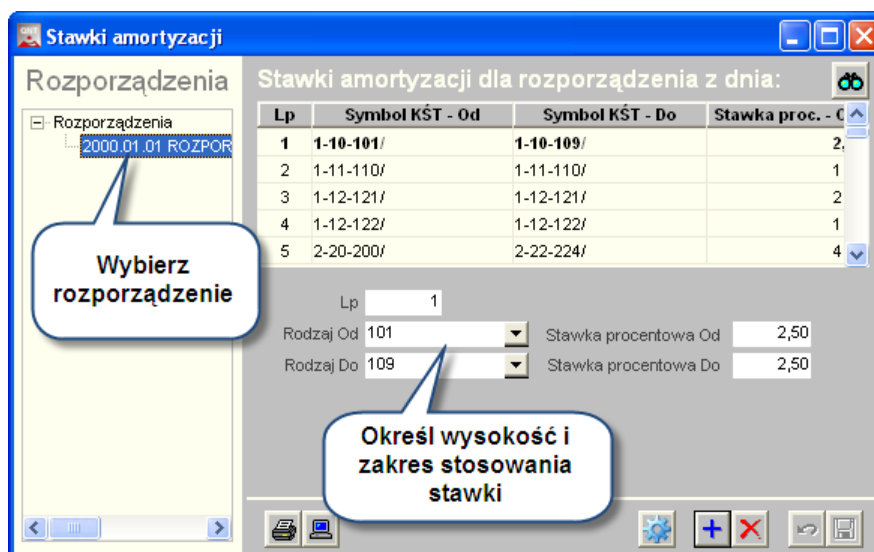 QNT Stawki amortyzacji
Rozporządzenia
Stawki amortyzacji dla rozporządzenia z dnia:
Rozporządzenia
2000.01.01 ROZPOR
Lp Symbol KŚT - Od Symbol KŚT - Do Stawka proc. - O
1 1-10-101/ 1-10-109/ 2,
2 1-11-110/ 1-11-110/ 1
3 1-12-121/ 1-12-121/ 2
4 1-12-122/ 1-12-122/ 1
5 2-20-200/ 2-22-224/ 4
Wybierz
rozporządzenie
Lp 1
Rodzaj Od 101 Stawka procentowa Od 2,50
Rodzaj Do 109 Stawka procentowa Do 2,50
Określ wysokość i
zakres stosowania
stawki